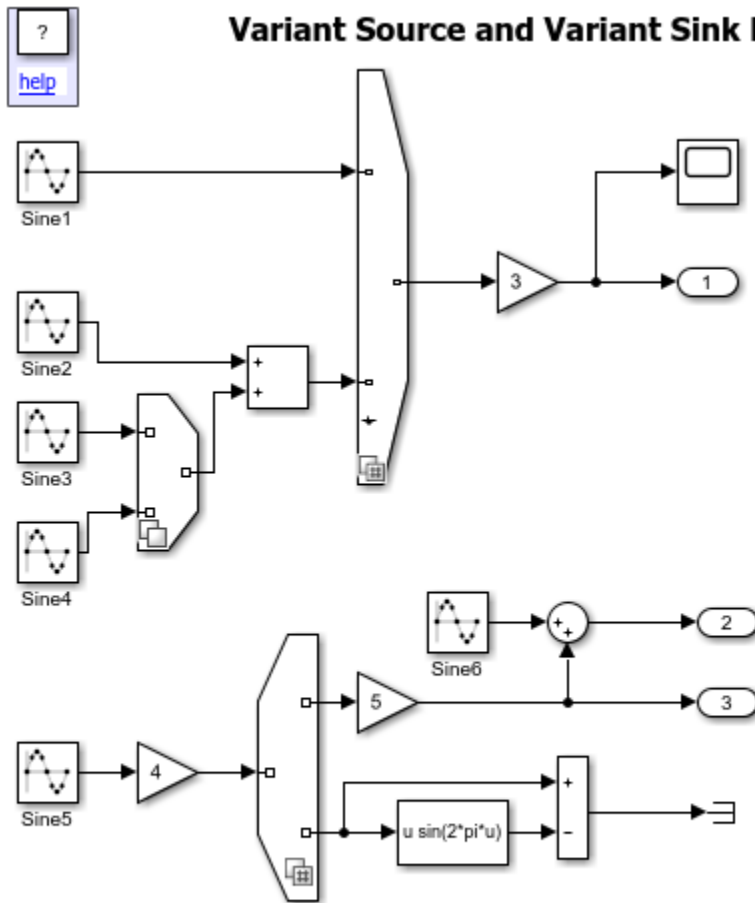 ?
Variant Source and Variant Sink
help
Sine1
3
1
+
+
Sine2
Sine3
Sine4
+
+
2
Sine6
5
3
4
Sine5
+
u sin(2*pi*u)
−